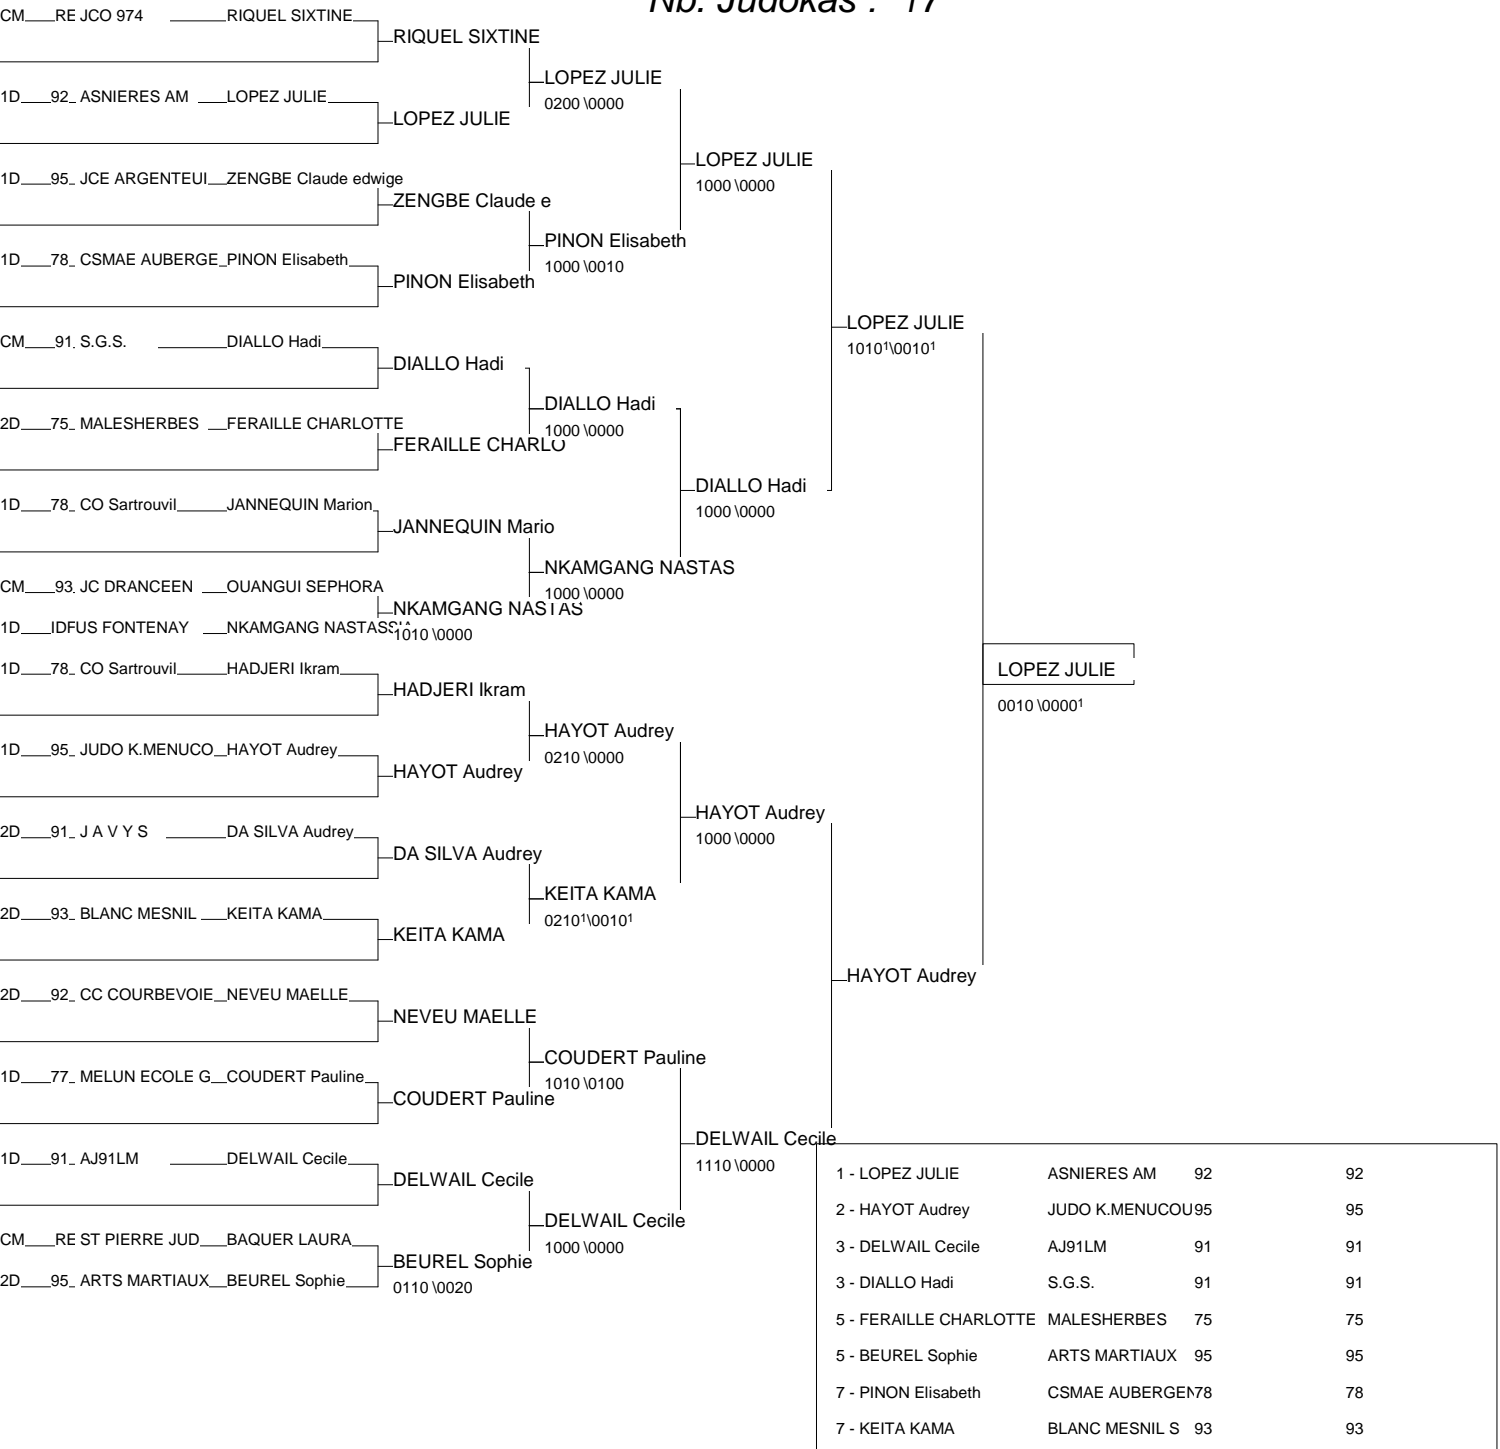 Nb. Judokas : 17
CM RE JCO 974 RIQUEL SIXTINE
RIQUEL SIXTINE
LOPEZ JULIE
0200 \0000
1D 92 ASNIERES AM LOPEZ JULIE
LOPEZ JULIE
LOPEZ JULIE
1000 \0000
1D 95 JCE ARGENTEUI ZENGBE Claude edwige
ZENGBE Claude e
PINON Elisabeth
1000 \0010
1D 78 CSMAE AUBERGE PINON Elisabeth
PINON Elisabeth
LOPEZ JULIE
1010¹\0010¹
CM 91 S.G.S. DIALLO Hadi
DIALLO Hadi
DIALLO Hadi
1000 \0000
2D 75 MALESHERBES FERAILLE CHARLOTTE
FERAILLE CHARLO
DIALLO Hadi
1000 \0000
1D 78 CO Sartrouvil JANNEQUIN Marion
JANNEQUIN Mario
NKAMGANG NASTAS
1000 \0000
CM 93 JC DRANCEEN OUANGUI SEPHORA
NKAMGANG NASTAS
1D IDFUS FONTENAY NKAMGANG NASTASSIA
1010 \0000
LOPEZ JULIE
0010 \0000¹
1D 78 CO Sartrouvil HADJERI Ikram
HADJERI Ikram
HAYOT Audrey
0210 \0000
1D 95 JUDO K.MENUCO HAYOT Audrey
HAYOT Audrey
HAYOT Audrey
1000 \0000
2D 91 J A V Y S DA SILVA Audrey
DA SILVA Audrey
KEITA KAMA
0210¹\0010¹
2D 93 BLANC MESNIL KEITA KAMA
KEITA KAMA
HAYOT Audrey
2D 92 CC COURBEVOIE NEVEU MAELLE
NEVEU MAELLE
COUDERT Pauline
1010 \0100
1D 77 MELUN ECOLE G COUDERT Pauline
COUDERT Pauline
DELWAIL Cecile
1110 \0000
1D 91 AJ91LM DELWAIL Cecile
DELWAIL Cecile
DELWAIL Cecile
1000 \0000
CM RE ST PIERRE JUD BAQUER LAURA
BEUREL Sophie
2D 95 ARTS MARTIAUX BEUREL Sophie
0110 \0020
1 - LOPEZ JULIE ASNIERES AM 92 92
2 - HAYOT Audrey JUDO K.MENUCOU 95 95
3 - DELWAIL Cecile AJ91LM 91 91
3 - DIALLO Hadi S.G.S. 91 91
5 - FERAILLE CHARLOTTE MALESHERBES 75 75
5 - BEUREL Sophie ARTS MARTIAUX 95 95
7 - PINON Elisabeth CSMAE AUBERGEN 78 78
7 - KEITA KAMA BLANC MESNIL S 93 93